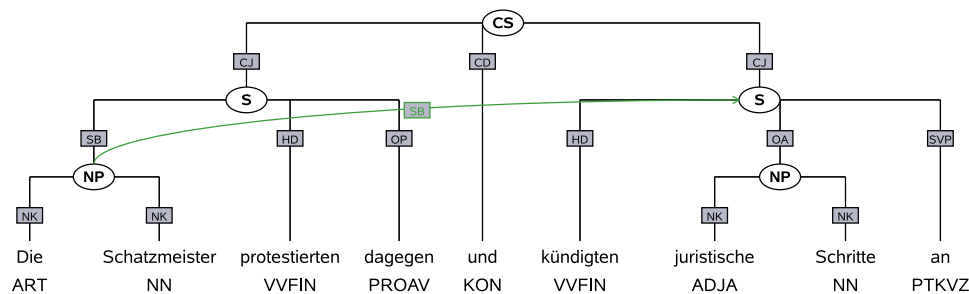 CS
CJ CD CJ
S S
SB
SB HD OP HD OA SVP
NP NP
NK NK NK NK
Die Schatzmeister protestierten dagegen und kündigten juristische Schritte an
ART NN VVFIN PROAV KON VVFIN ADJA NN PTKVZ